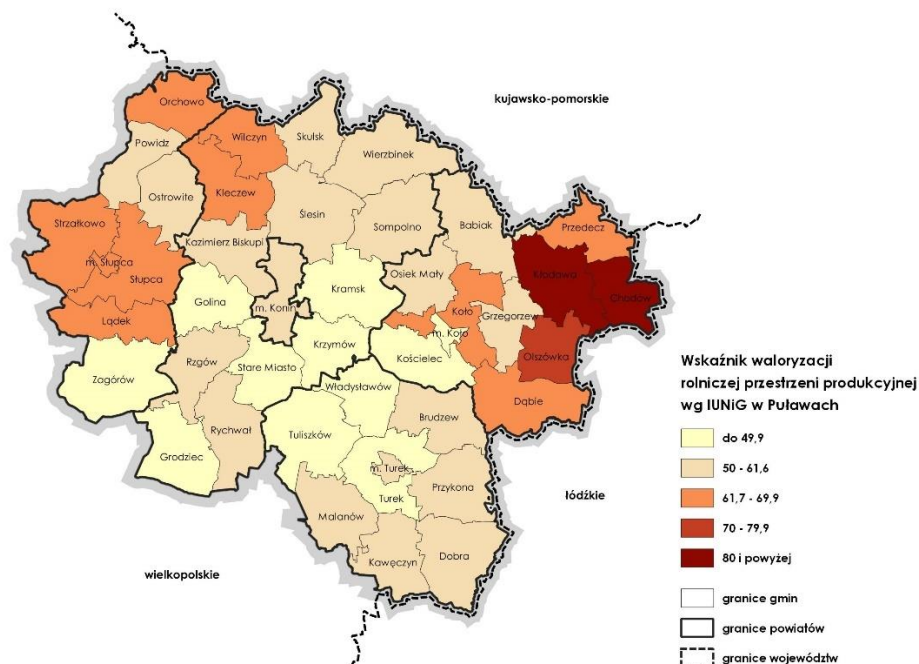 kujawsko-pomorskie
Orchowo
Wilczyn
Skulsk
Powidz
Wierzbinek
Kleczew
Ostrowite
Ślesin
Strzałkowo
Sompolno
Babiak
Przedecz
Kazimierz Biskupi
m. Słupca
Słupca
Osiek Mały
Kłodawa
Kramsk
Chodów
Golina
m. Konin
Koło
Grzegorzew
Lądek
m. Koło
Krzymów
Kościelec
Olszówka
Rzgów
Stare Miasto
Zagórów
Władysławów
Dąbie
Brudzew
Rychwał
Tuliszków
Grodziec
m. Turek
Turek
Przykona
Malanów
Dobra
Kawęczyn
łódzkie
wielkopolskie
Wskaźnik waloryzacji
rolniczej przestrzeni produkcyjnej
wg IUNiG w Puławach
do 49,9
50 - 61,6
61,7 - 69,9
70 - 79,9
80 i powyżej
granice gmin
granice powiatów
granice województw